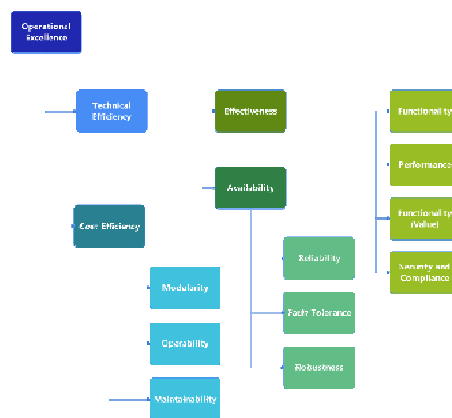 Operational
Excellence
Technical
Efficiency
Effectiveness
Functionality
Performance
Availability
Functionality
(Value)
Cost Efficiency
Reliability
Security and
Compliance
Modularity
Fault Tolerance
Operability
Robustness
Maintainability